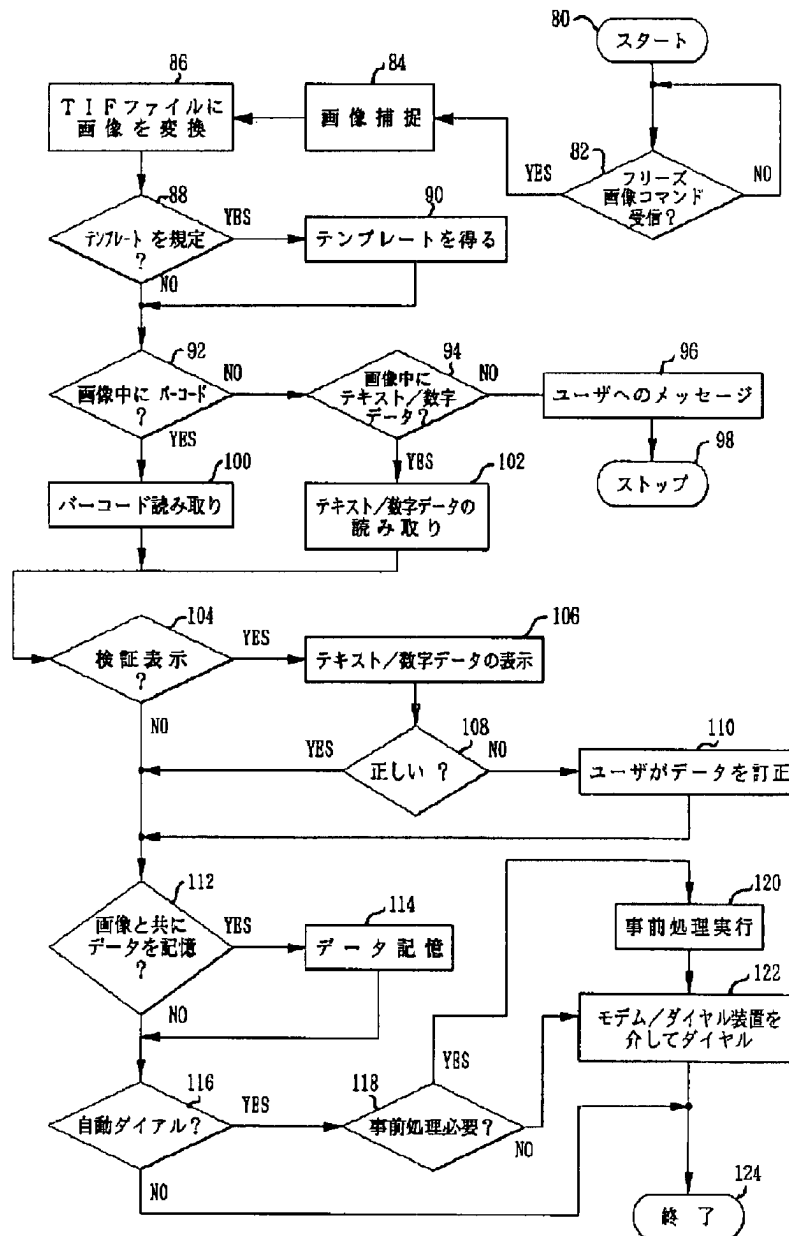 80
スタート
86
TIFファイルに
画像を変換
84
画像捕捉
YES
82
フリーズ
画像コマンド
受信?
NO
88
テンプレート を規定
?
YES
NO
90
テンプレートを得る
92
画像中に バーコード
?
NO
YES
94
画像中に
テキスト/数字
データ?
NO
YES
96
ユーザへのメッセージ
98
ストップ
100
バーコード読み取り
102
テキスト/数字データの
読み取り
104
検証表示
?
YES
NO
106
テキスト/数字データの表示
YES
108
正しい ?
NO
110
ユーザがデータを訂正
112
画像と共に
データを記憶
?
YES
NO
114
データ記憶
120
事前処理実行
122
モデム/ダイヤル装置を
介してダイヤル
116
自動ダイアル?
YES
NO
118
事前処理必要?
YES
NO
124
終了